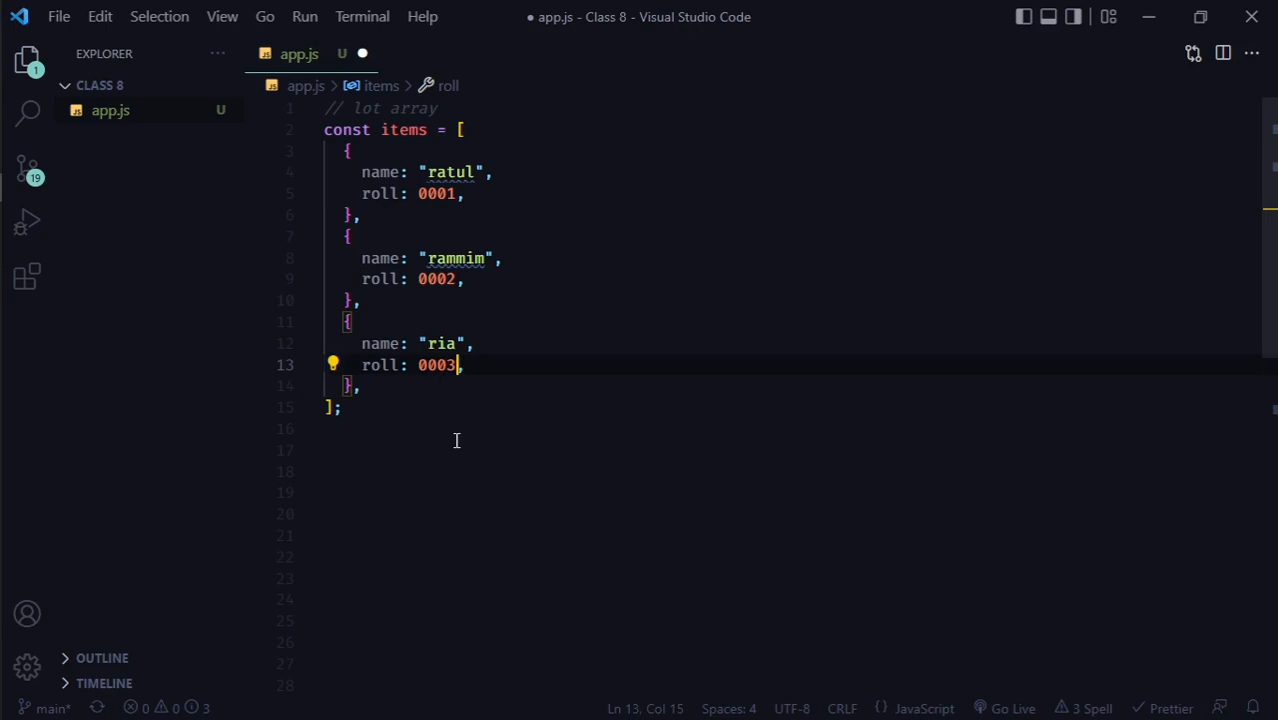 File Edit Selection View Go Run Terminal Help
● app.js - Class 8 - Visual Studio Code
EXPLORER ···
app.js U ●
CLASS 8
app.js U
app.js > items > roll
1 // lot array
2 const items = [
3 {
4 name: "ratul",
5 roll: 0001,
6 },
7 {
8 name: "rammim",
9 roll: 0002,
10 },
11 {
12 name: "ria",
13 roll: 0003,
14 },
15 ];
16
17
18
19
20
21
22
23
24
25
26
27
28
1
19
OUTLINE
TIMELINE
main* 0 0 3 Ln 13, Col 15 Spaces: 4 UTF-8 CRLF {} JavaScript Go Live 3 Spell Prettier